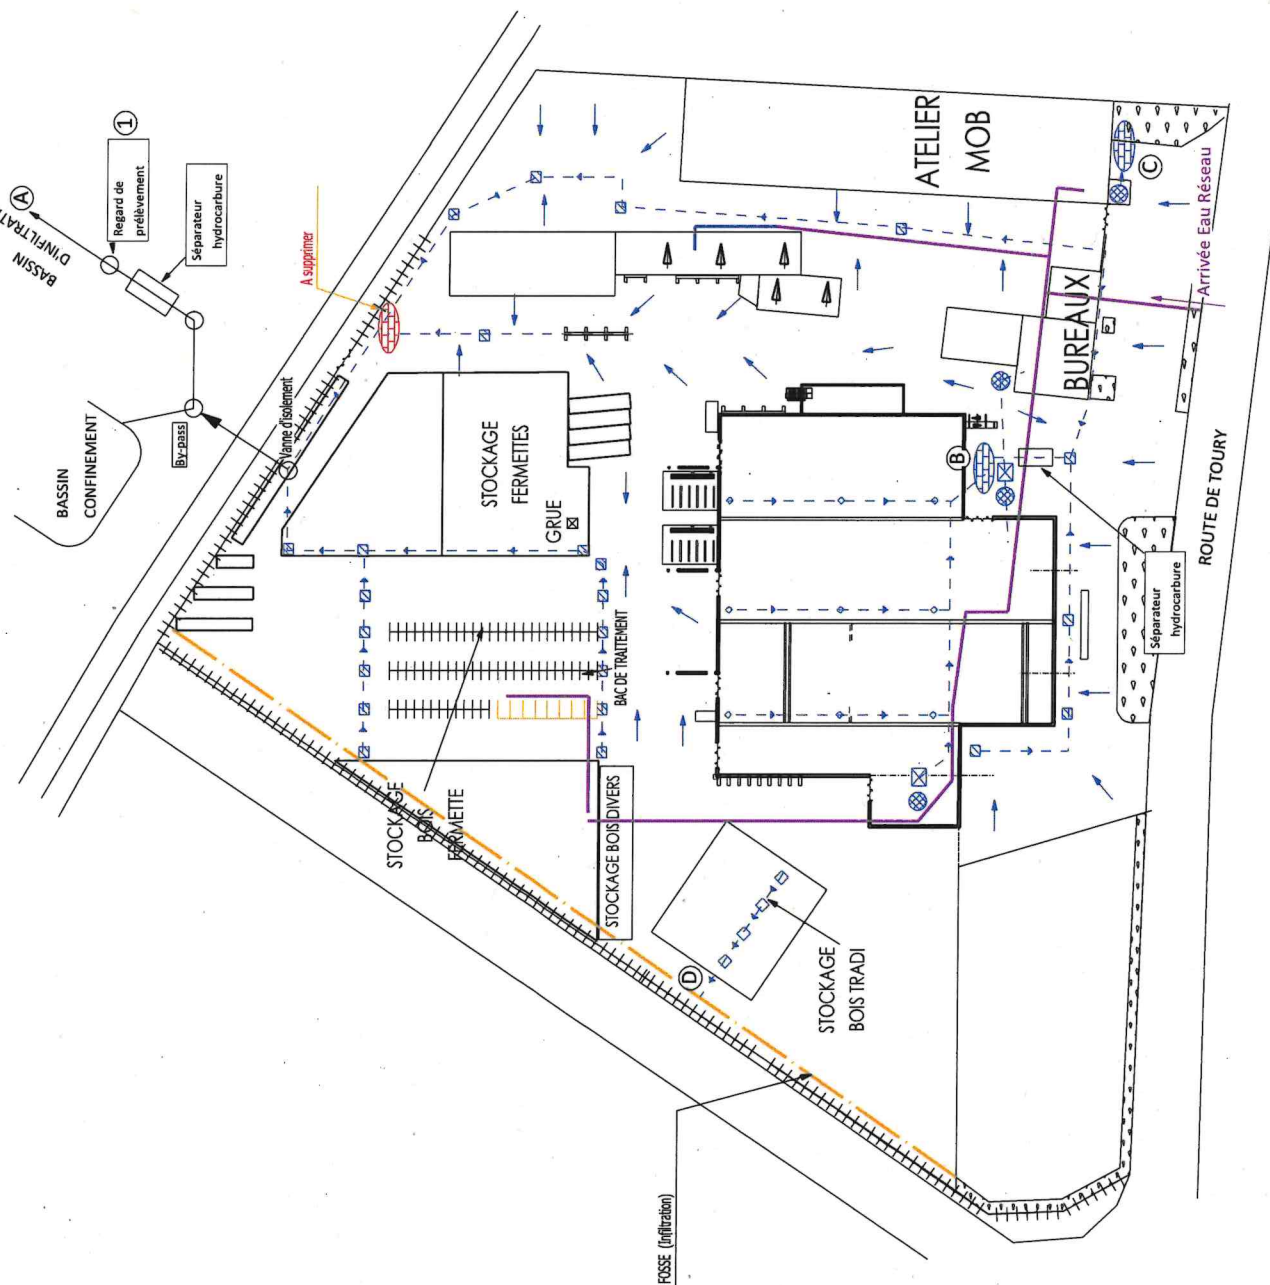 BASSIN
D'INFILTRATI
A
1
Regard de
prélèvement
Séparateur
hydrocarbure
A supprimer
BASSIN
CONFINEMENT
By-pass
Vanne d'isolement
ATELIER
MOB
C
Arrivée Eau Réseau
BUREAUX
STOCKAGE
FERMETTES
GRUE
B
ROUTE DE TOURY
Séparateur
hydrocarbure
BAC DE TRAITEMENT
STOCKAGE
BOIS
FERMETTE
STOCKAGE BOIS DIVERS
D
STOCKAGE
BOIS TRADI
FOSSE (Infiltration)